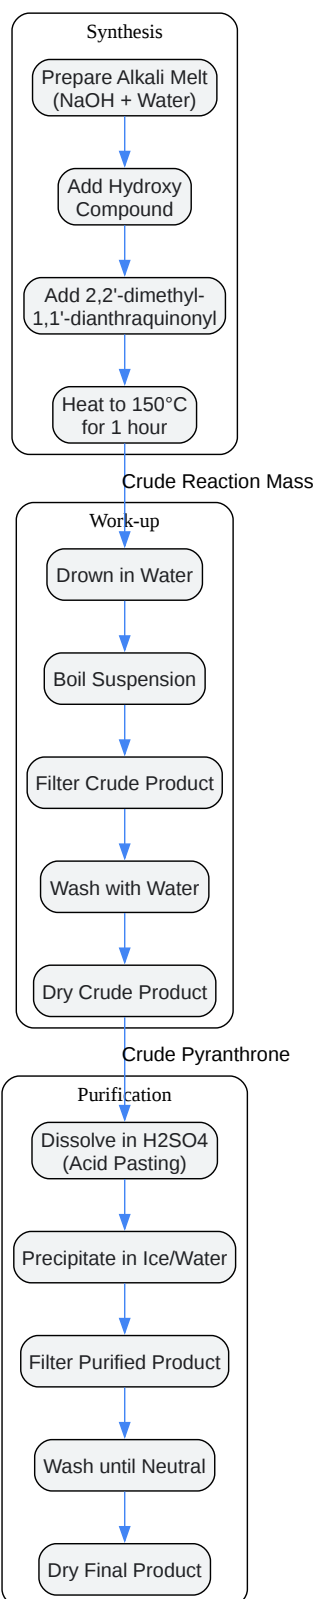 Synthesis
Prepare Alkali Melt
(NaOH + Water)
Add Hydroxy
Compound
Add 2,2'-dimethyl-
1,1'-dianthraquinonyl
Heat to 150°C
for 1 hour
Crude Reaction Mass
Work-up
Drown in Water
Boil Suspension
Filter Crude Product
Wash with Water
Dry Crude Product
Crude Pyranthrone
Purification
Dissolve in H2SO4
(Acid Pasting)
Precipitate in Ice/Water
Filter Purified Product
Wash until Neutral
Dry Final Product